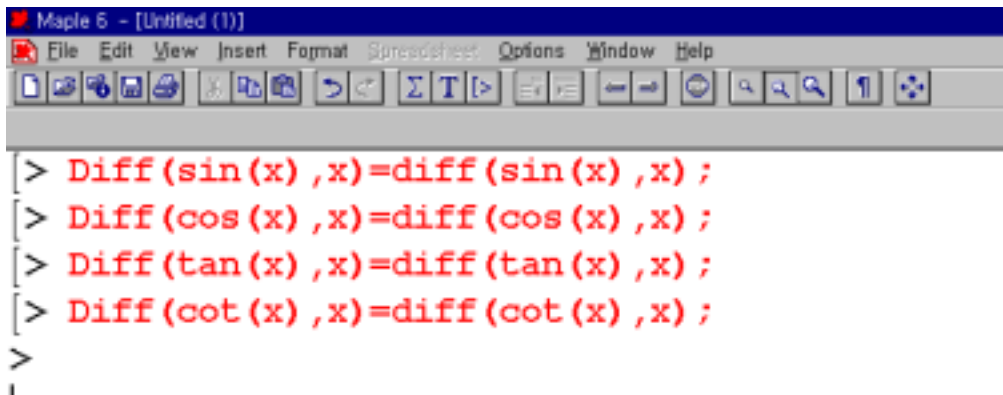 Maple 6 - [Untitled (1)]
File Edit View Insert Format Spreadsheet Options Window Help
Σ T [>
¶
[> Diff(sin(x),x)=diff(sin(x),x);
[> Diff(cos(x),x)=diff(cos(x),x);
[> Diff(tan(x),x)=diff(tan(x),x);
[> Diff(cot(x),x)=diff(cot(x),x);
>